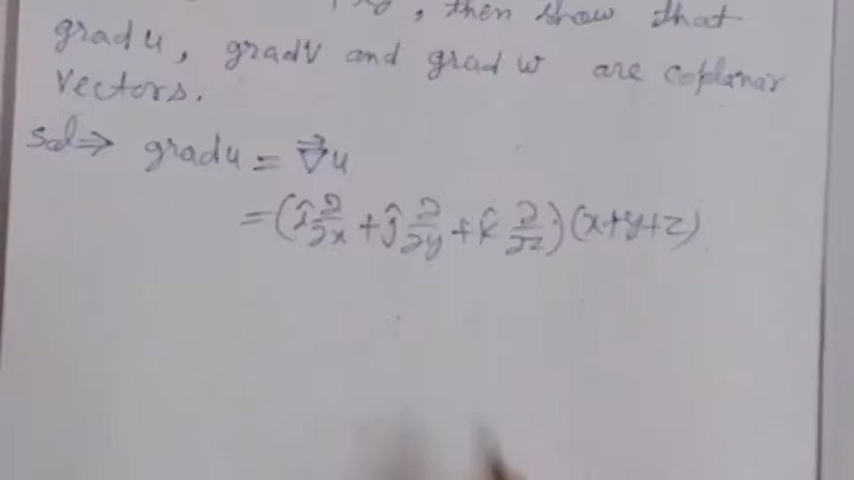 , then show that
grad u, grad v and grad w are coplanar
vectors.
Sol⇒ grad u = ∇⃗u
= (î ∂/∂x + ĵ ∂/∂y + k̂ ∂/∂z)(x+y+z)